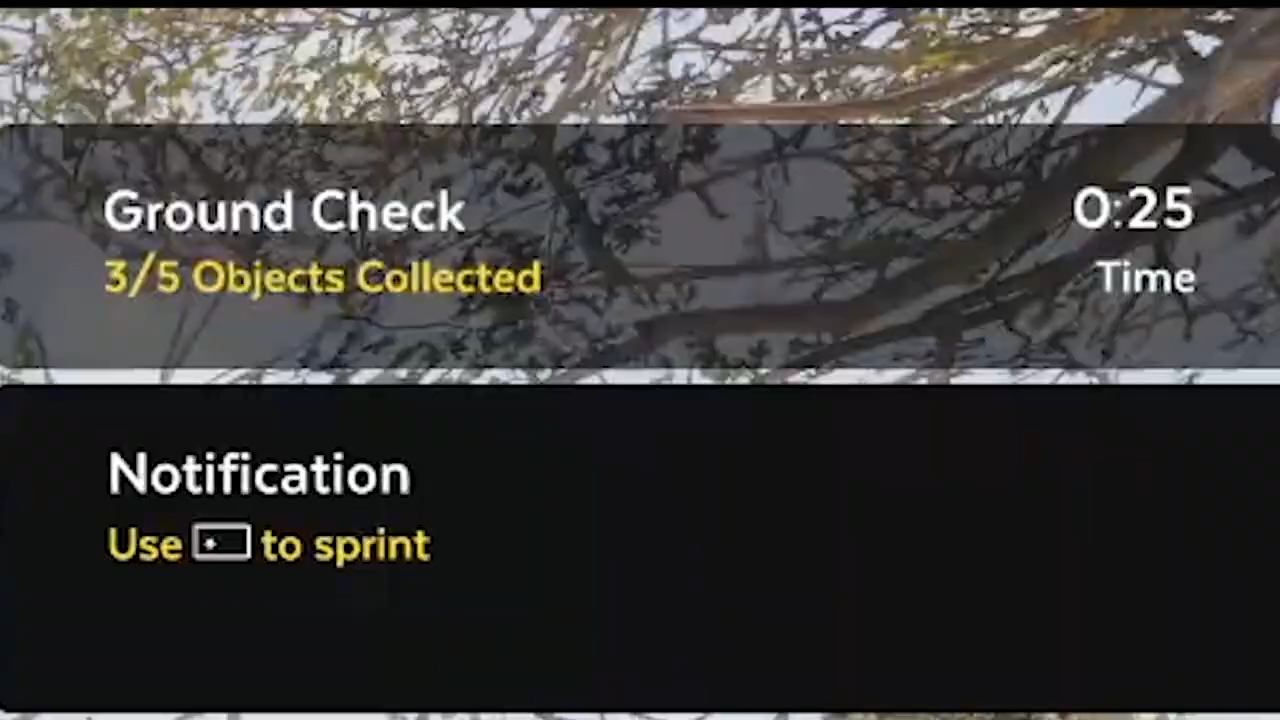 Ground Check
0:25
3/5 Objects Collected
Time
Notification
Use to sprint